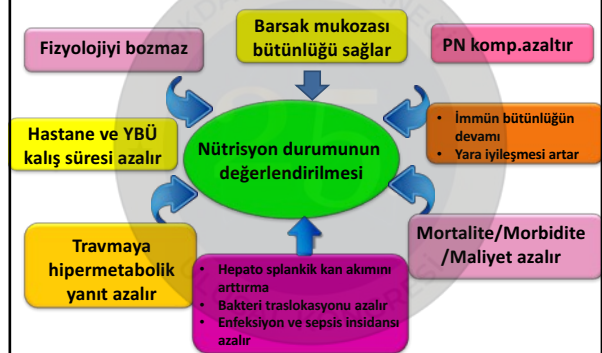 Fizyolojiyi bozmaz
Barsak mukozası
bütünlüğü sağlar
PN komp.azaltır
Hastane ve YBÜ
kalış süresi azalır
Nütrisyon durumunun
değerlendirilmesi
• İmmün bütünlüğün
devamı
• Yara iyileşmesi artar
Travmaya
hipermetabolik
yanıt azalır
• Hepato splankik kan akımını
arttırma
• Bakteri traslokasyonu azalır
• Enfeksiyon ve sepsis insidansı
azalır
Mortalite/Morbidite
/Maliyet azalır